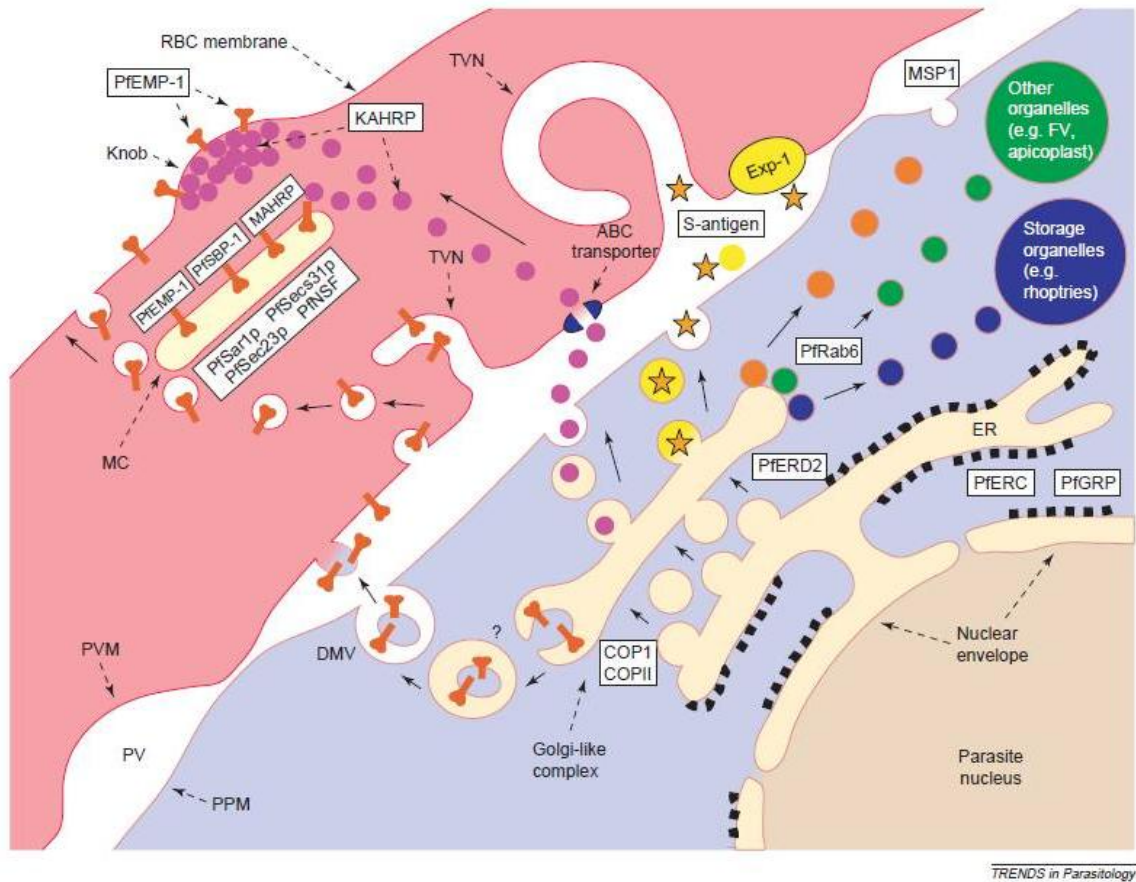 RBC membrane
TVN
PfEMP-1
MSP1
Other
organelles
(e.g. FV,
apicoplast)
KAHRP
Knob
Exp-1
S-antigen
MAHRP
ABC
transporter
PfSBP-1
TVN
Storage
organelles
(e.g.
rhoptries)
PfEMP-1
PfSar1p PfSecs31p
PfSec23p PfNSF
PfRab6
MC
ER
PfERD2
PfERC
PfGRP
?
DMV
COP1
COPII
Nuclear
envelope
PVM
PV
Golgi-like
complex
Parasite
nucleus
PPM
TRENDS in Parasitology